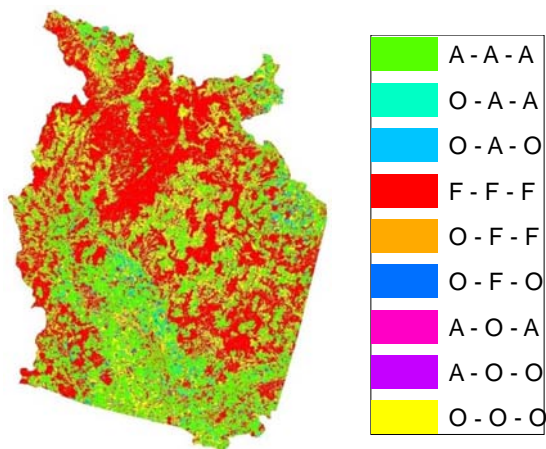 A - A - A
O - A - A
O - A - O
F - F - F
O - F - F
O - F - O
A - O - A
A - O - O
O - O - O